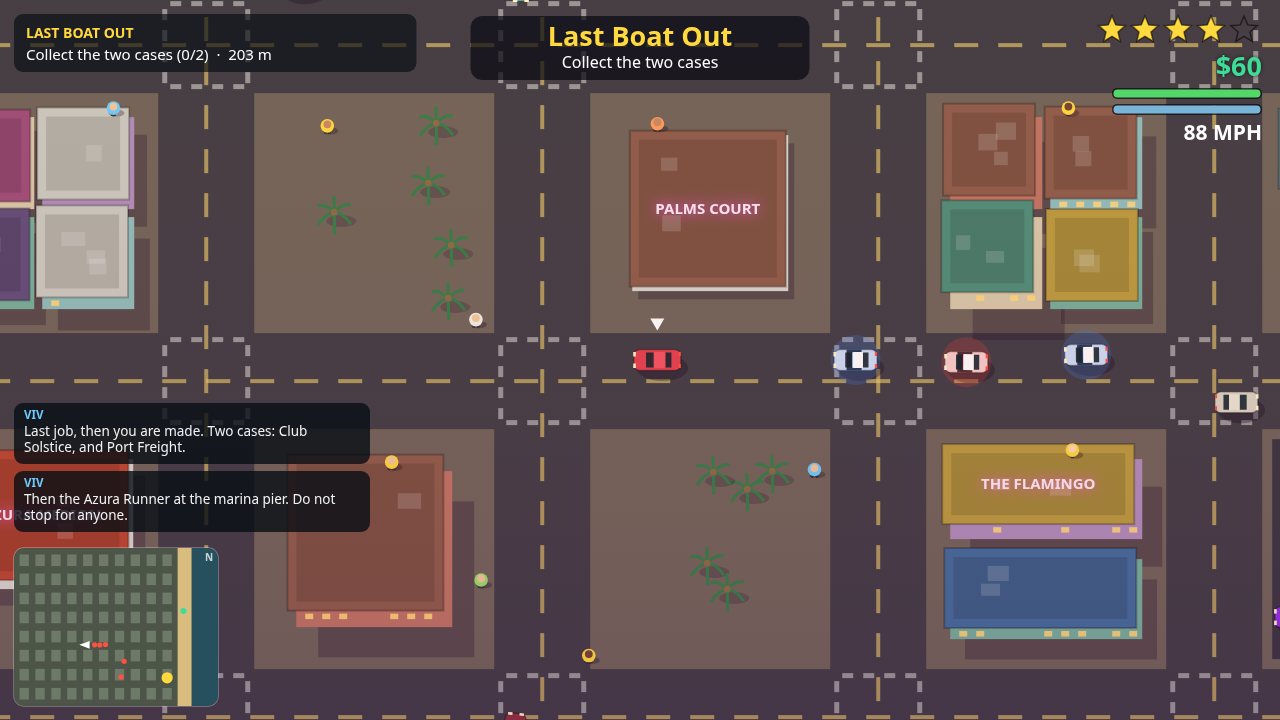 LAST BOAT OUT
Collect the two cases (0/2) · 203 m
Last Boat Out
Collect the two cases
$60
88 MPH
PALMS COURT
VIV
Last job, then you are made. Two cases: Club
Solstice, and Port Freight.
THE FLAMINGO
VIV
Then the Azura Runner at the marina pier. Do not
stop for anyone.
N